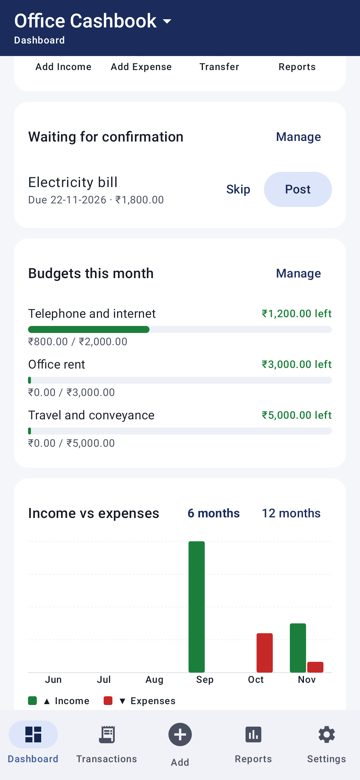 Office Cashbook
Dashboard
Add Income Add Expense Transfer Reports
Waiting for confirmation Manage
Electricity bill
Due 22-11-2026 · ₹1,800.00
Skip Post
Budgets this month Manage
Telephone and internet ₹1,200.00 left
₹800.00 / ₹2,000.00
Office rent ₹3,000.00 left
₹0.00 / ₹3,000.00
Travel and conveyance ₹5,000.00 left
₹0.00 / ₹5,000.00
Income vs expenses 6 months 12 months
Jun Jul Aug Sep Oct Nov
▲ Income ▼ Expenses
Dashboard Transactions Add Reports Settings